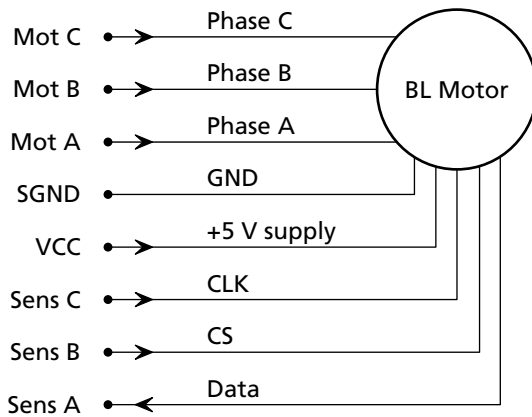 Mot C Phase C
Mot B Phase B BL Motor
Mot A Phase A
SGND GND
VCC +5 V supply
Sens C CLK
Sens B CS
Sens A Data